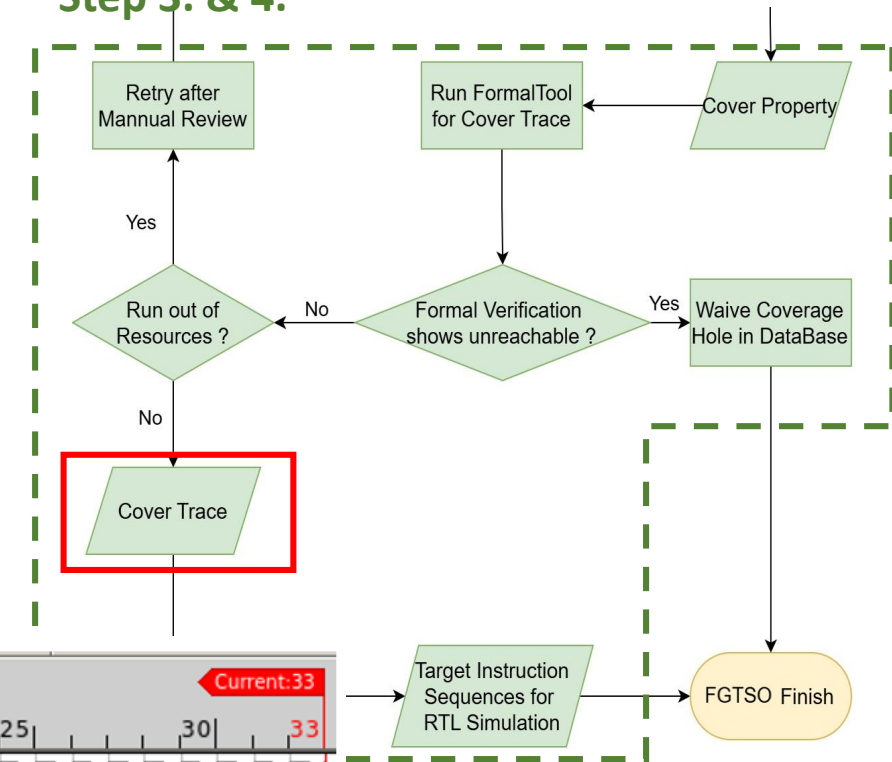 Step 3. & 4.
Retry after
Mannual Review
Run FormalTool
for Cover Trace
Cover Property
Yes
Run out of
Resources ?
No
Formal Verification
shows unreachable ?
Yes
Waive Coverage
Hole in DataBase
No
Cover Trace
Current:33
25
30
33
Target Instruction
Sequences for
RTL Simulation
FGTSO Finish